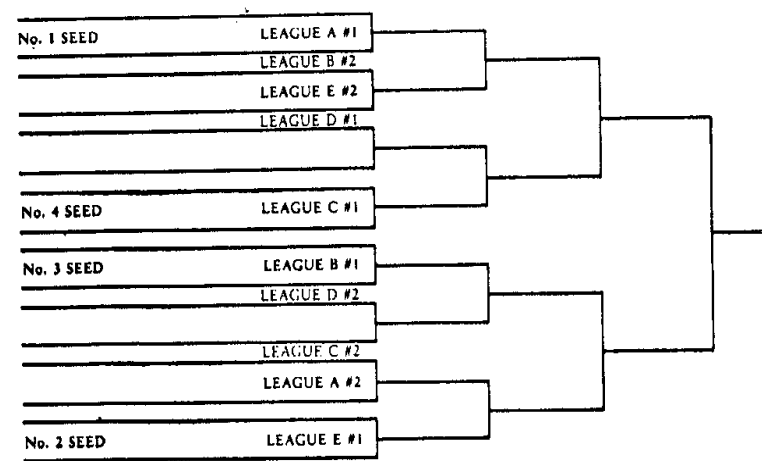 No. 1 SEED LEAGUE A #1
LEAGUE B #2
LEAGUE E #2
LEAGUE D #1
No. 4 SEED LEAGUE C #1
No. 3 SEED LEAGUE B #1
LEAGUE D #2
LEAGUE C #2
LEAGUE A #2
No. 2 SEED LEAGUE E #1